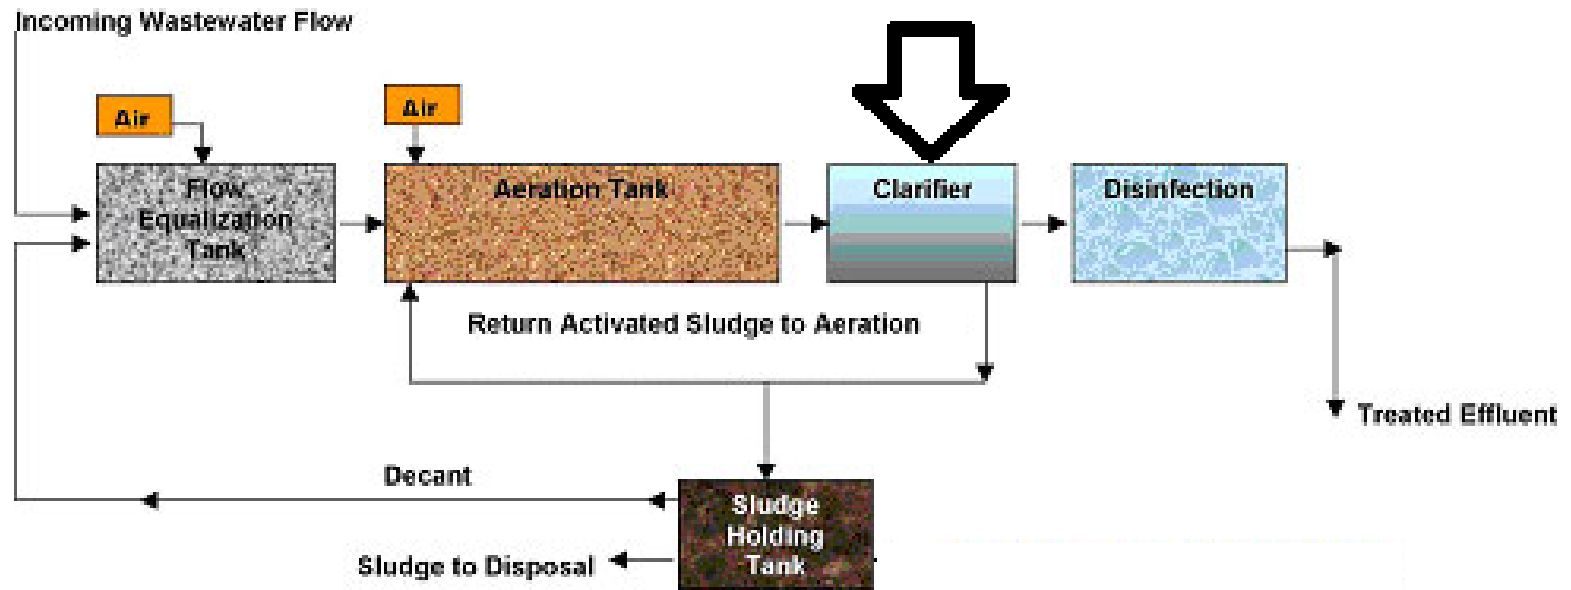 Incoming Wastewater Flow
Air
Air
Flow
Equalization
Tank
Aeration Tank
Clarifier
Disinfection
Return Activated Sludge to Aeration
Treated Effluent
Decant
Sludge
Holding
Tank
Sludge to Disposal